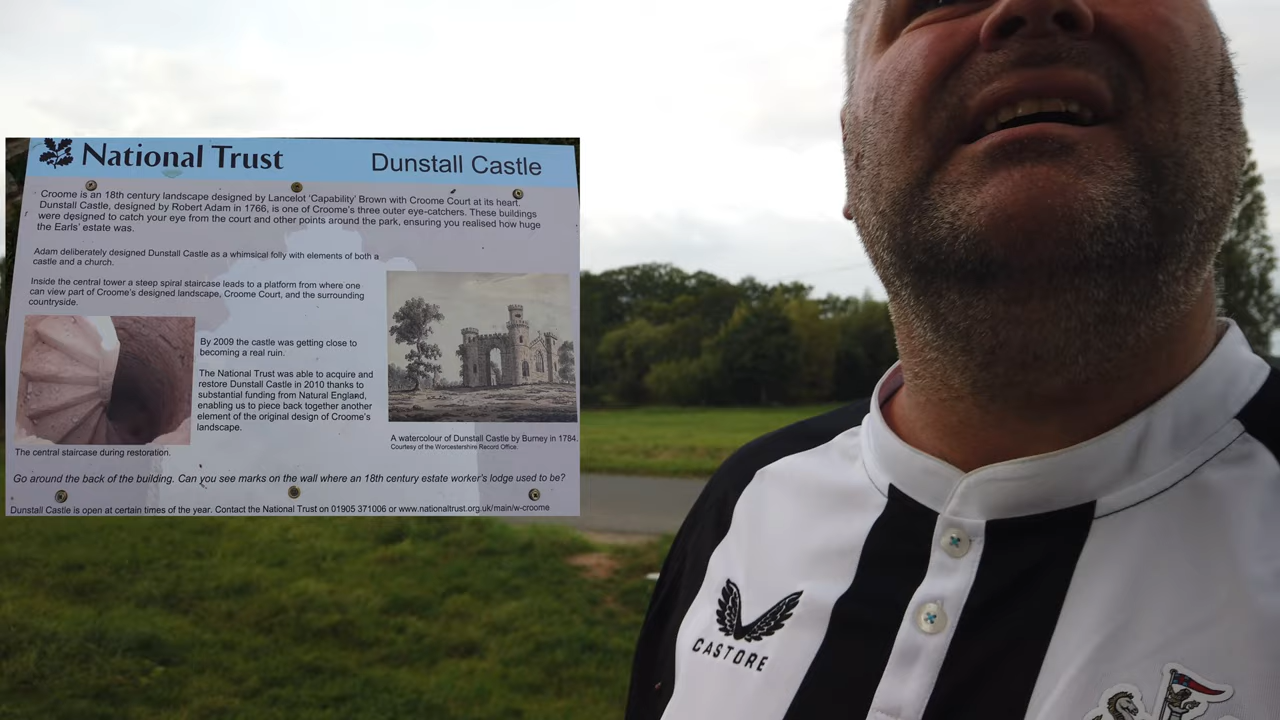 National Trust
Dunstall Castle
Croome is an 18th century landscape designed by Lancelot 'Capability' Brown with Croome Court at its heart.
Dunstall Castle, designed by Robert Adam in 1766, is one of Croome's three outer eye-catchers. These buildings
were designed to catch your eye from the court and other points around the park, ensuring you realised how huge
the Earls' estate was.
Adam deliberately designed Dunstall Castle as a whimsical folly with elements of both a
castle and a church.
Inside the central tower a steep spiral staircase leads to a platform from where one
can view part of Croome's designed landscape, Croome Court, and the surrounding
countryside.
By 2009 the castle was getting close to
becoming a real ruin.
The National Trust was able to acquire and
restore Dunstall Castle in 2010 thanks to
substantial funding from Natural England,
enabling us to piece back together another
element of the original design of Croome's
landscape.
The central staircase during restoration.
A watercolour of Dunstall Castle by Burney in 1784.
Courtesy of the Worcestershire Record Office.
Go around the back of the building. Can you see marks on the wall where an 18th century estate worker's lodge used to be?
Dunstall Castle is open at certain times of the year. Contact the National Trust on 01905 371006 or www.nationaltrust.org.uk/main/w-croome
CASTORE